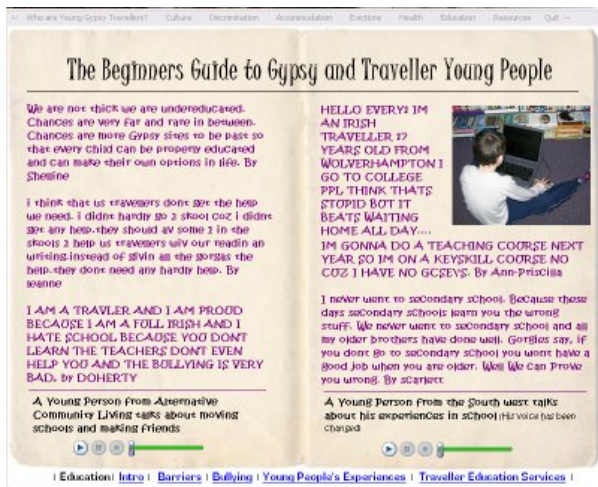 Who are Young Gypsy Travellers? Culture Discrimination Accommodation Evictions Health Education Resources Quit
The Beginners Guide to Gypsy and Traveller Young People
We are not thick we are undereducated.
Chances are very far and rare in between.
Chances are more Gypsy sites to be past so
that every child can be properly educated
and can make their own options in life. By
Shellne
i think that us travellers dont get the help
we need. i didnt hardly go 2 skool coz i didnt
get any help.they should av some 1 in the
skools 2 help us travellers wiv our readin an
writing.instead of givin all the gorgas the
help.they dont need any hardly help. By
leanne
I AM A TRAVLER AND I AM PROUD
BECAUSE I AM A FULL IRISH AND I
HATE SCHOOL BECAUSE YOU DONT
LEARN THE TEACHERS DONT EVEN
HELP YOU AND THE BULLYING IS VERY
BAD. by DOHERTY
A Young Person from Alternative
Community Living talks about moving
schools and making friends
HELLO EVERY1 IM
AN IRISH
TRAVELLER 17
YEARS OLD FROM
WOLVERHAMPTON I
GO TO COLLEGE
PPL THINK THATS
STUPID BOT IT
BEATS WAITING
HOME ALL DAY....
IM GONNA DO A TEACHING COURSE NEXT
YEAR SO IM ON A KEYSKILL COURSE NO
CUZ I HAVE NO GCSEVS. By Ann-Priscilla
I never went to secondary school. Because these
days secondary schools learn you the wrong
stuff. We never went to secondary school and all
my older brothers have done well. Gorgies say, if
you dont go to secondary school you wont have a
good job when you are older. Well We can Prove
you wrong. By scarlett
A Young Person from the South west talks
about his experiences in school (His voice has been
changed)
| Education| Intro | Barriers | Bullying | Young People's Experiences | Traveller Education Services |